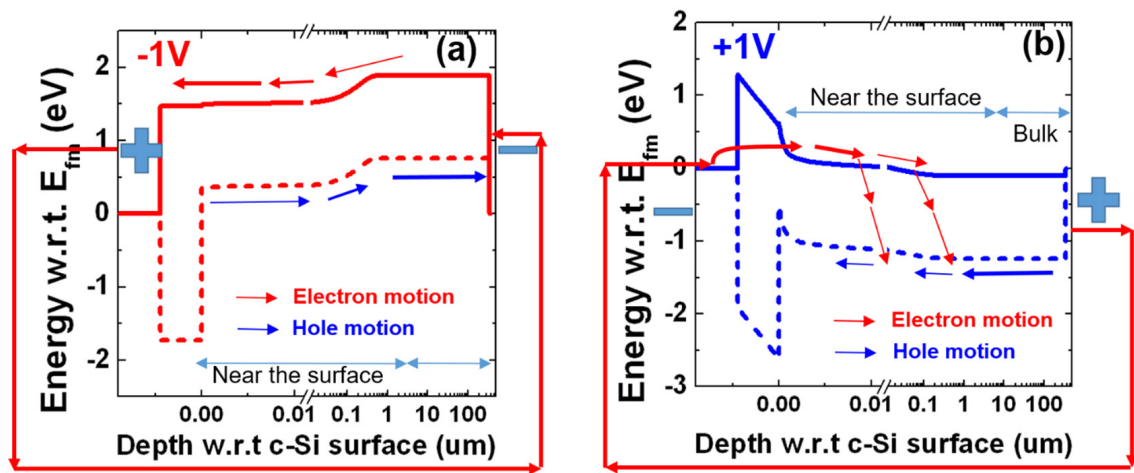 -1V
(a)
2
1
0
-1
-2
Energy w.r.t. E_fm (eV)
Electron motion
Hole motion
Near the surface
0.00 0.01 0.1 1 10 100
Depth w.r.t c-Si surface (um)
+1V
(b)
2
1
0
-1
-2
-3
Energy w.r.t. E_fm (eV)
Near the surface
Bulk
Electron motion
Hole motion
0.00 0.01 0.1 1 10 100
Depth w.r.t c-Si surface (um)